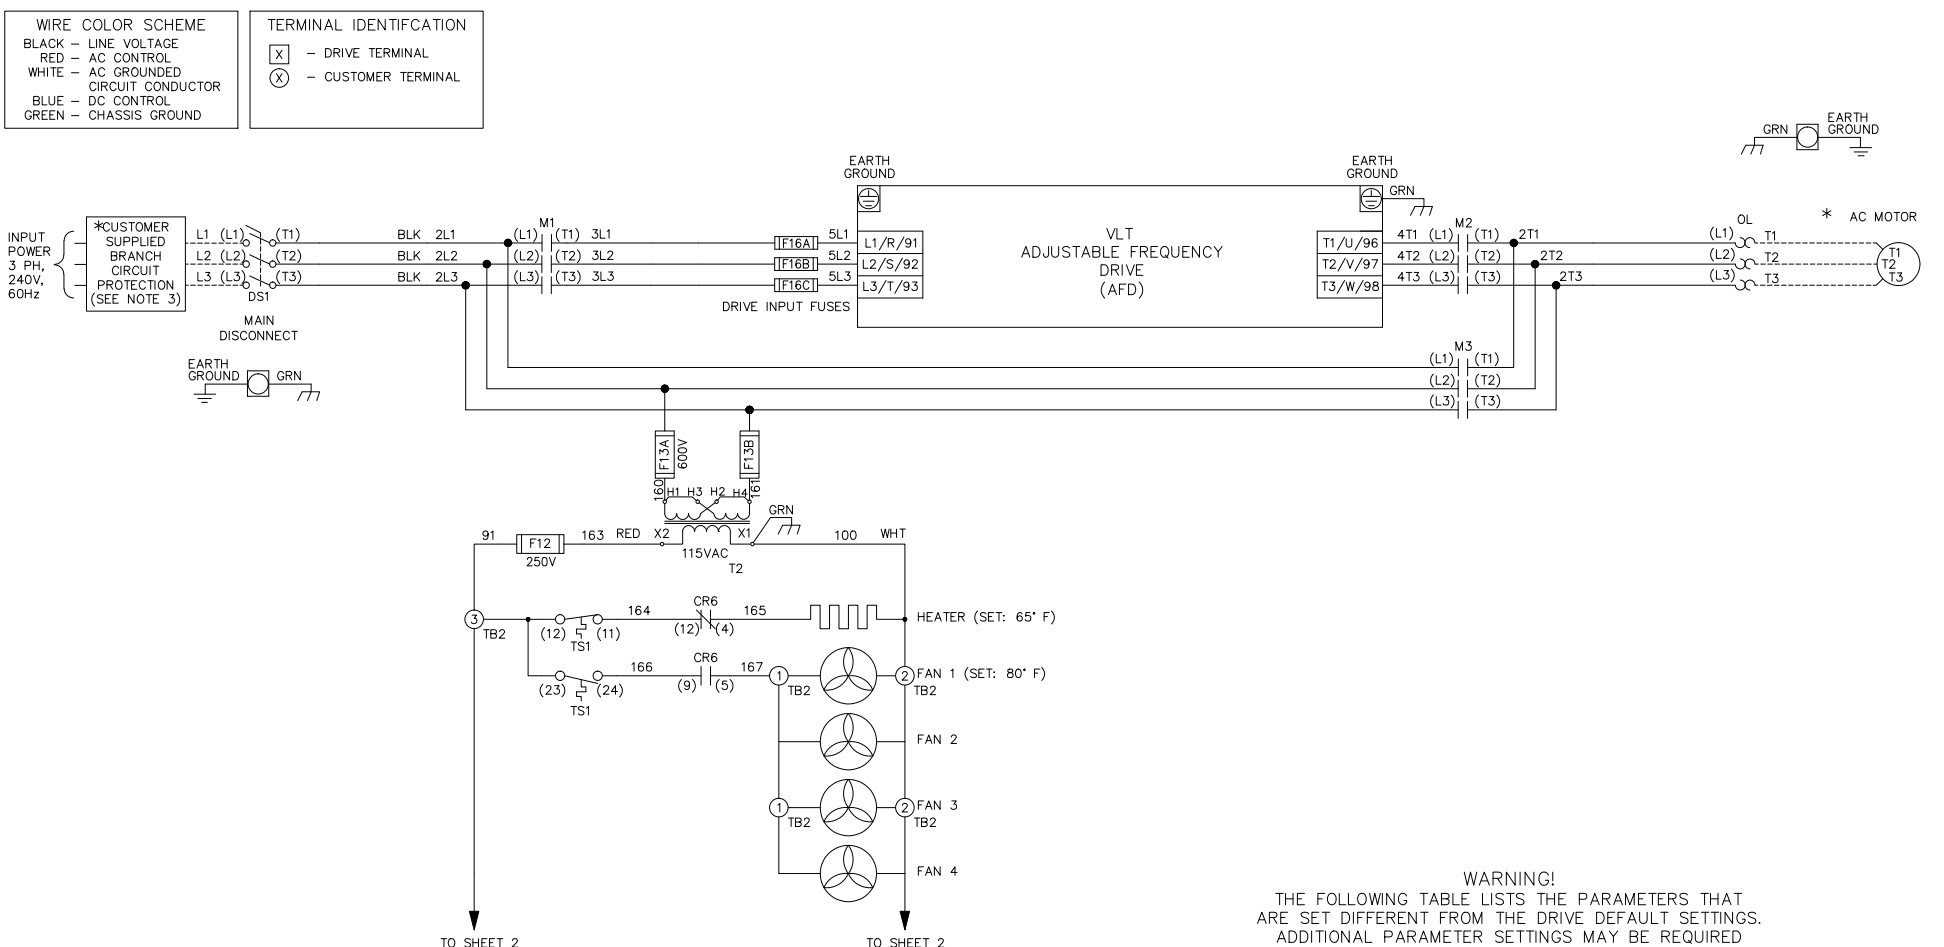 WIRE COLOR SCHEME
BLACK – LINE VOLTAGE
RED – AC CONTROL
WHITE – AC GROUNDED
CIRCUIT CONDUCTOR
BLUE – DC CONTROL
GREEN – CHASSIS GROUND
TERMINAL IDENTIFCATION
X – DRIVE TERMINAL
X – CUSTOMER TERMINAL
GRN
EARTH
GROUND
INPUT
POWER
3 PH,
240V,
60Hz
*CUSTOMER
SUPPLIED
BRANCH
CIRCUIT
PROTECTION
(SEE NOTE 3)
L1 (L1) (T1) BLK 2L1
L2 (L2) (T2) BLK 2L2
L3 (L3) (T3) BLK 2L3
DS1
MAIN
DISCONNECT
EARTH
GROUND
GRN
M1
(L1) (T1) 3L1
(L2) (T2) 3L2
(L3) (T3) 3L3
F16A 5L1
F16B 5L2
F16C 5L3
DRIVE INPUT FUSES
EARTH
GROUND
L1/R/91
L2/S/92
L3/T/93
VLT
ADJUSTABLE FREQUENCY
DRIVE
(AFD)
EARTH
GROUND
GRN
T1/U/96
T2/V/97
T3/W/98
M2
4T1 (L1) (T1) 2T1
4T2 (L2) (T2) 2T2
4T3 (L3) (T3) 2T3
OL
(L1) T1
(L2) T2
(L3) T3
* AC MOTOR
T1
T2
T3
M3
(L1) (T1)
(L2) (T2)
(L3) (T3)
F13A
600V
F13B
160
161
H1 H3 H2 H4
GRN
91 F12 163 RED X2 X1 100 WHT
250V
115VAC
T2
3
TB2
(12) (11)
TS1
164
CR6
(12) (4)
165
HEATER (SET: 65° F)
(23) (24)
TS1
166
CR6
(9) (5)
167
1
TB2
2
TB2
FAN 1 (SET: 80° F)
FAN 2
1
TB2
2
TB2
FAN 3
FAN 4
TO SHEET 2
TO SHEET 2
WARNING!
THE FOLLOWING TABLE LISTS THE PARAMETERS THAT
ARE SET DIFFERENT FROM THE DRIVE DEFAULT SETTINGS.
ADDITIONAL PARAMETER SETTINGS MAY BE REQUIRED